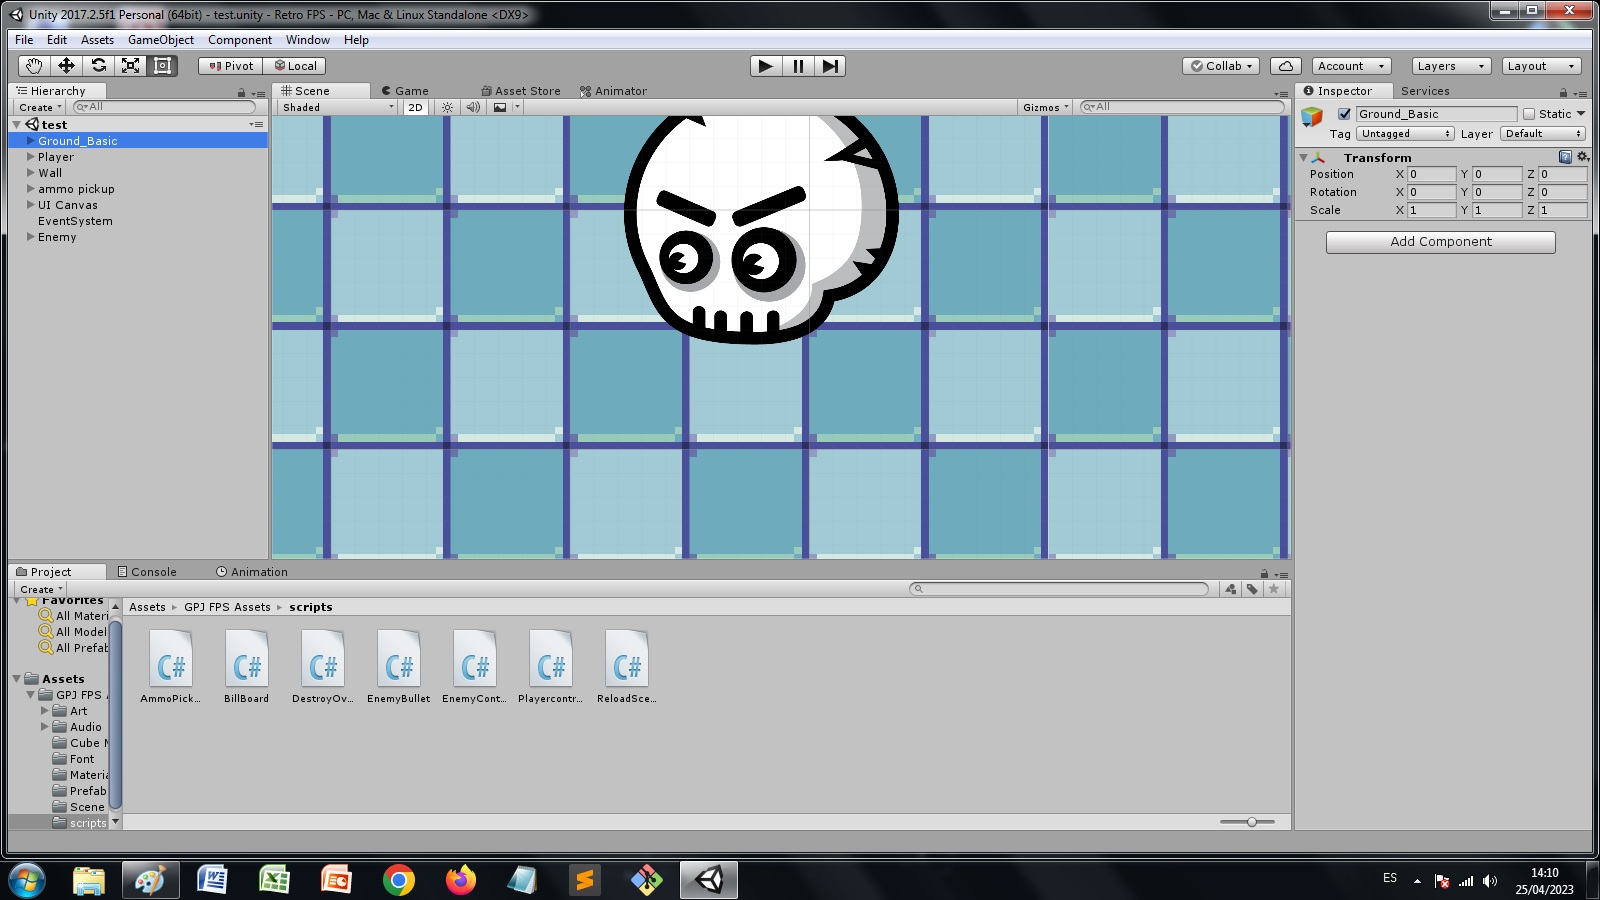 Unity 2017.2.5f1 Personal (64bit) - test.unity - Retro FPS - PC, Mac & Linux Standalone <DX9>
File Edit Assets GameObject Component Window Help
Pivot Local Collab Account Layers Layout
Hierarchy
Create All
test
Ground_Basic
Player
Wall
ammo pickup
UI Canvas
EventSystem
Enemy
Scene Game Asset Store Animator
Shaded 2D Gizmos All
Inspector Services
Ground_Basic Static
Tag Untagged Layer Default
Transform
Position X 0 Y 0 Z 0
Rotation X 0 Y 0 Z 0
Scale X 1 Y 1 Z 1
Add Component
Project Console Animation
Create
Favorites
All Materi
All Model
All Prefab
Assets
GPJ FPS
Art
Audio
Cube M
Font
Materia
Prefab
Scene
scripts
Assets GPJ FPS Assets scripts
C# C# C# C# C# C# C#
AmmoPick... BillBoard DestroyOv... EnemyBullet EnemyCont... Playercontr... ReloadSce...
ES
14:10
25/04/2023